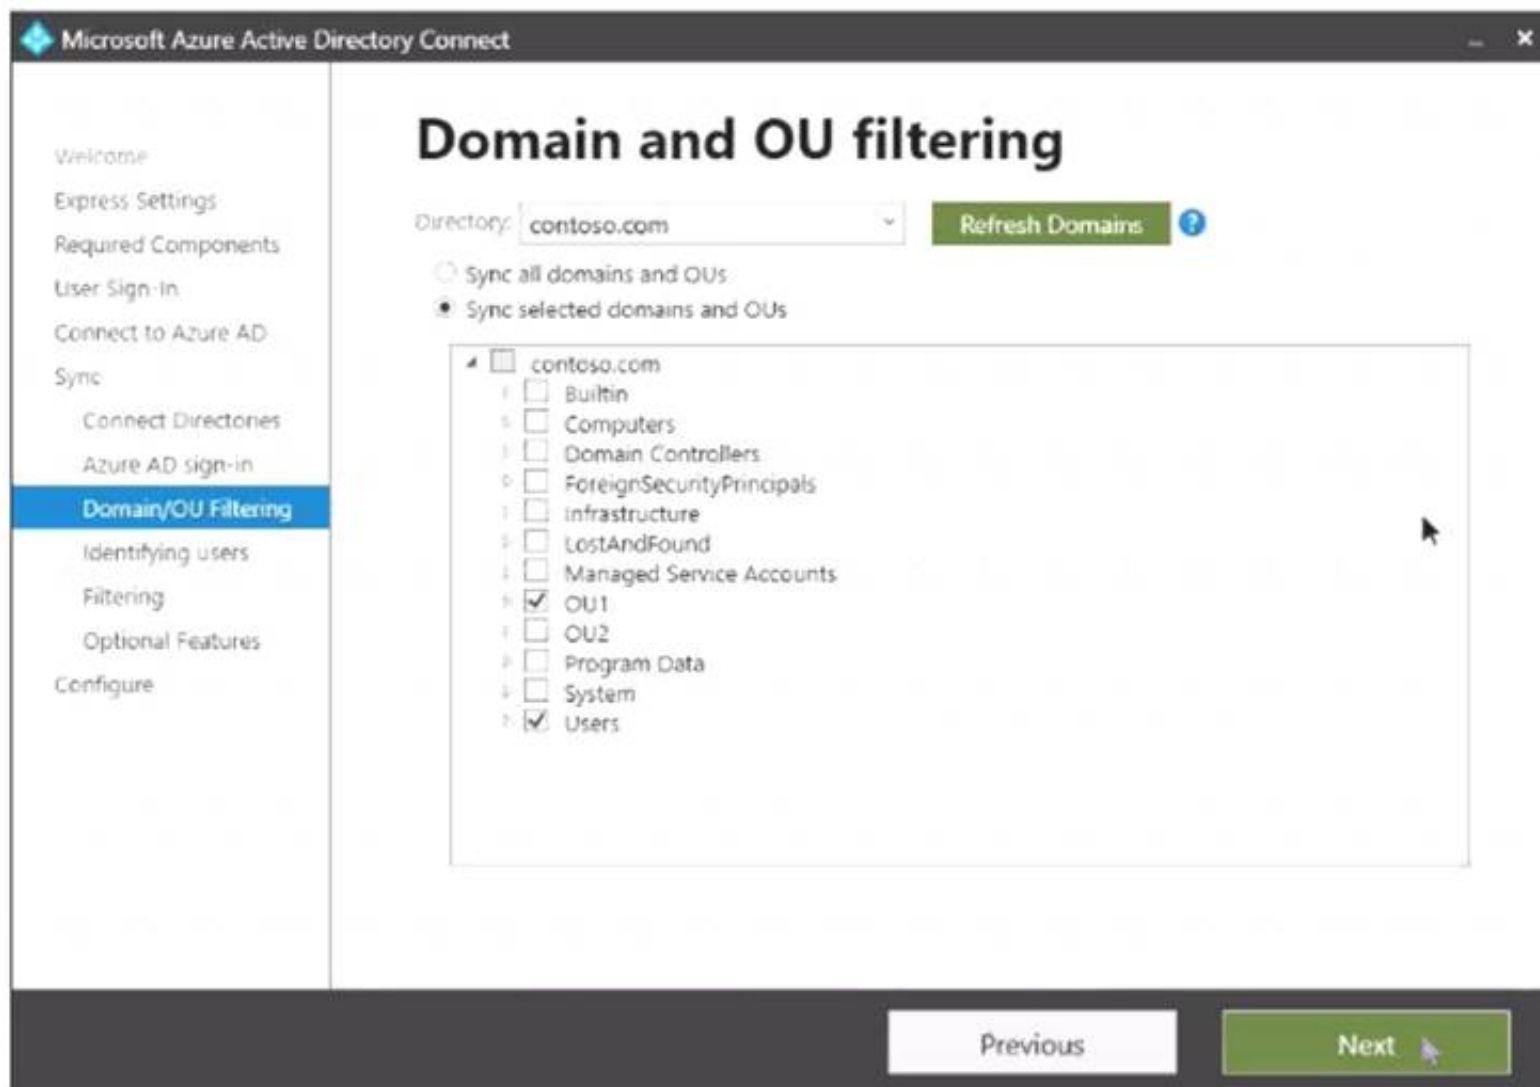 Microsoft Azure Active Directory Connect
Welcome
Express Settings
Required Components
User Sign-In
Connect to Azure AD
Sync
Connect Directories
Azure AD sign-in
Domain/OU Filtering
Identifying users
Filtering
Optional Features
Configure
Domain and OU filtering
Directory: contoso.com
Refresh Domains
?
Sync all domains and OUs
Sync selected domains and OUs
contoso.com
Builtin
Computers
Domain Controllers
ForeignSecurityPrincipals
Infrastructure
LostAndFound
Managed Service Accounts
OU1
OU2
Program Data
System
Users
Previous
Next